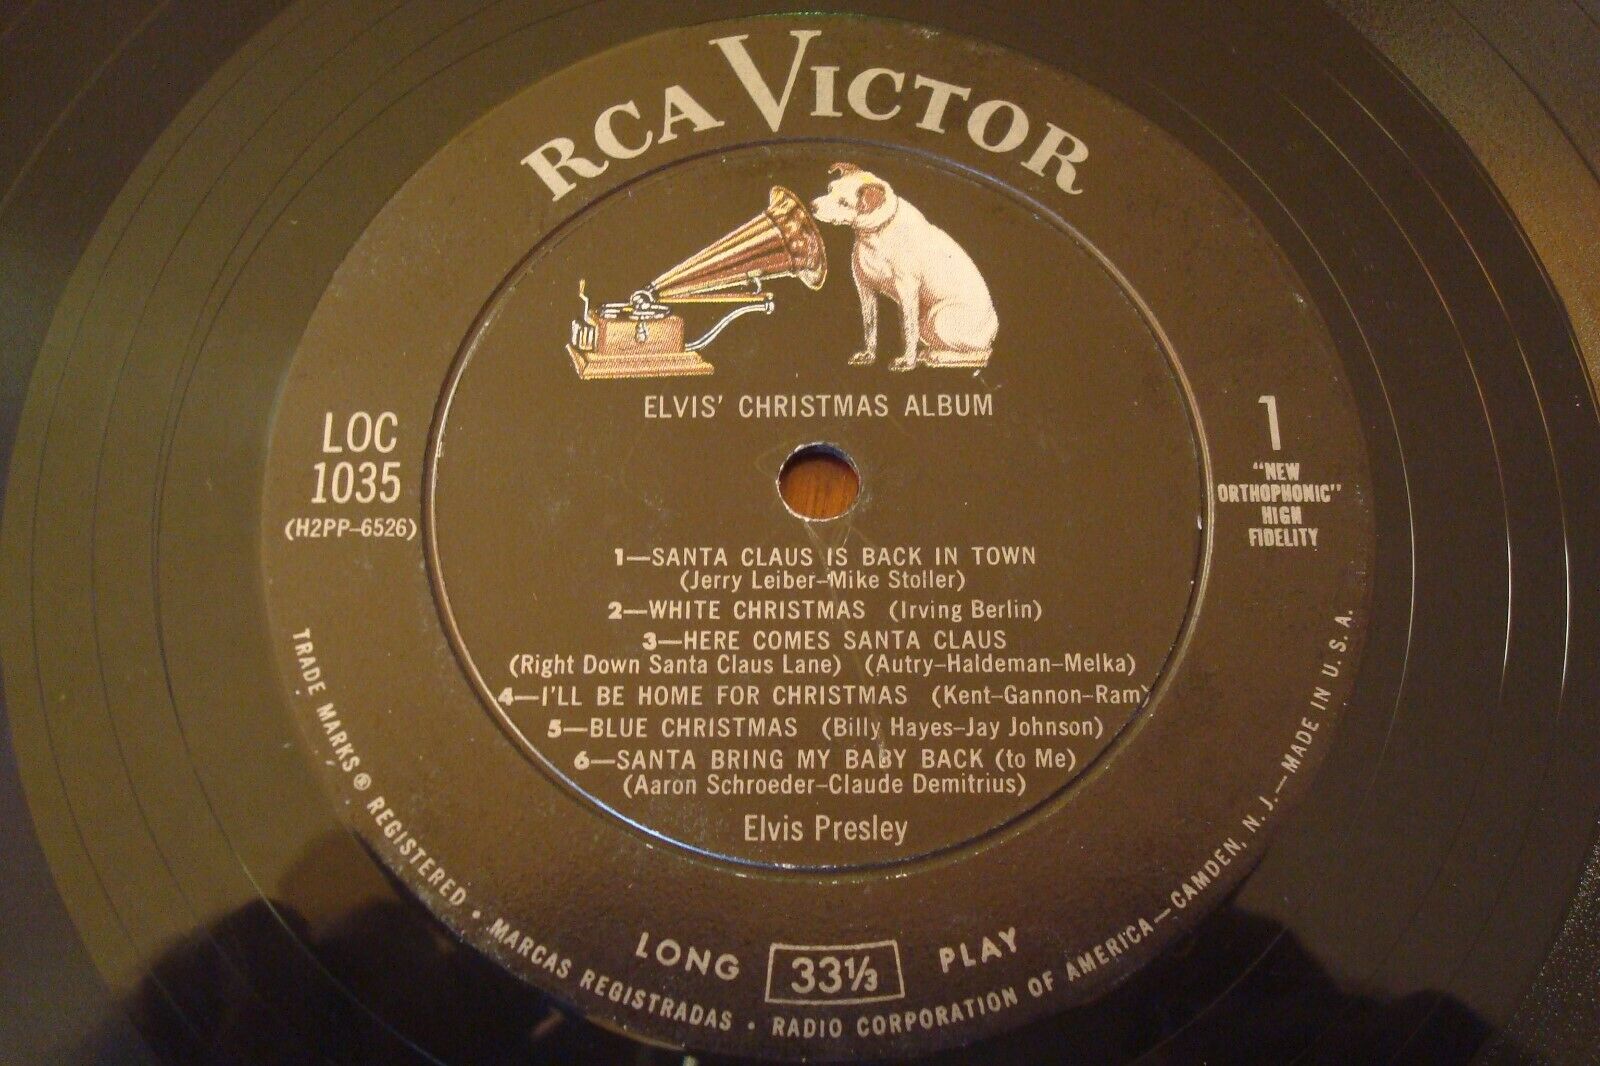 RCA VICTOR
ELVIS' CHRISTMAS ALBUM
LOC
1035
(H2PP-6526)
1
"NEW
ORTHOPHONIC"
HIGH
FIDELITY
1—SANTA CLAUS IS BACK IN TOWN
(Jerry Leiber-Mike Stoller)
2—WHITE CHRISTMAS (Irving Berlin)
3—HERE COMES SANTA CLAUS
(Right Down Santa Claus Lane) (Autry-Haldeman-Melka)
4—I'LL BE HOME FOR CHRISTMAS (Kent-Gannon-Ram)
5—BLUE CHRISTMAS (Billy Hayes-Jay Johnson)
6—SANTA BRING MY BABY BACK (to Me)
(Aaron Schroeder-Claude Demitrius)
Elvis Presley
LONG 33⅓ PLAY
TRADE MARKS ® REGISTERED • MARCAS REGISTRADAS • RADIO CORPORATION OF AMERICA—CAMDEN, N. J.—MADE IN U. S. A.